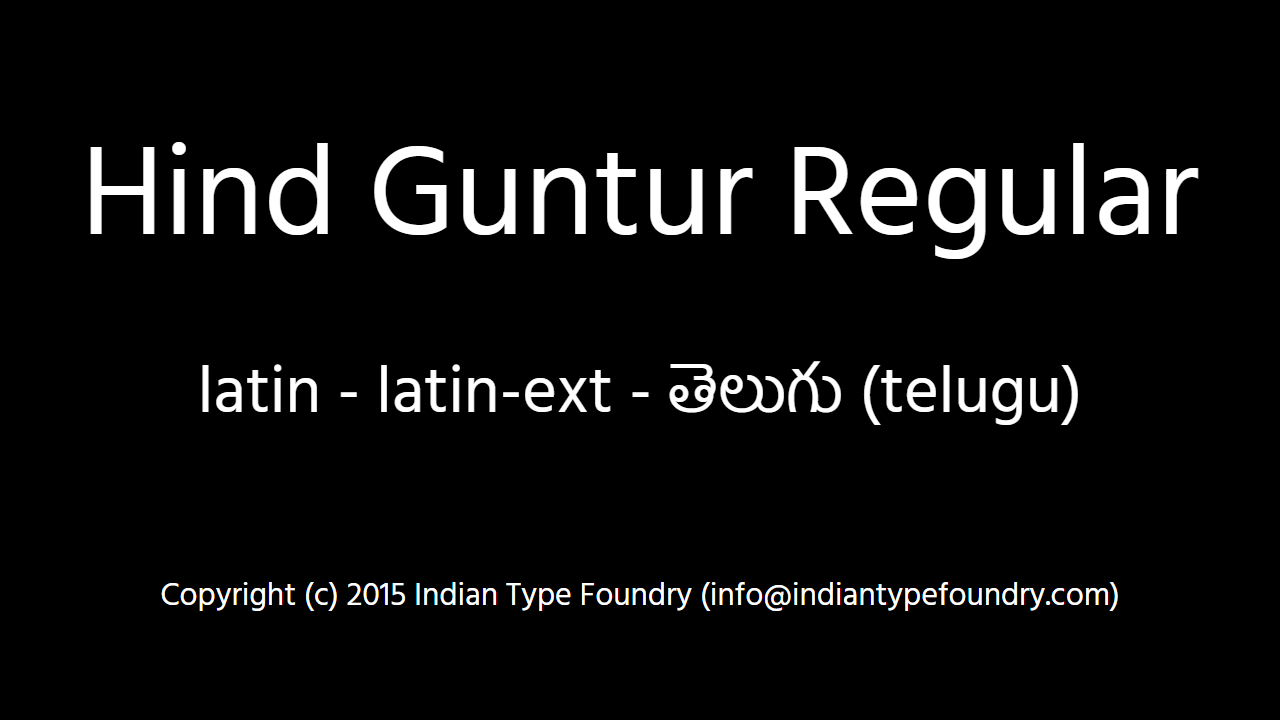 Hind Guntur Regular
latin - latin-ext - తెలుగు (telugu)
Copyright (c) 2015 Indian Type Foundry (info@indiantypefoundry.com)